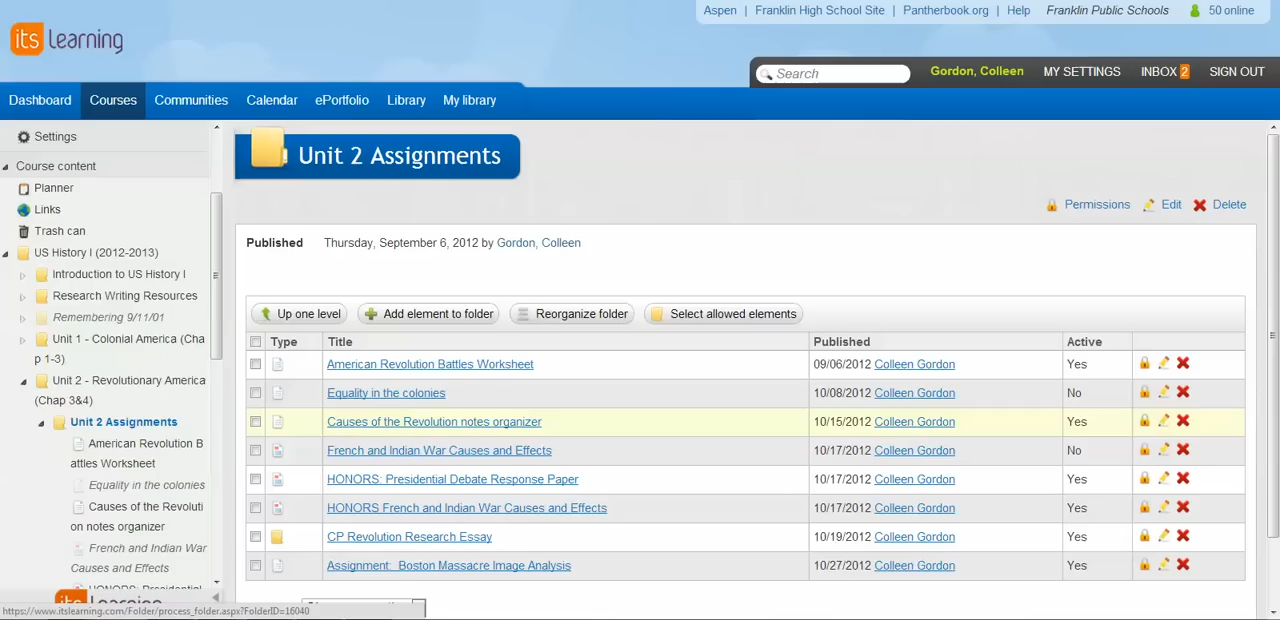 Aspen | Franklin High School Site | Pantherbook.org | Help Franklin Public Schools 50 online
its Learning
Search Gordon, Colleen MY SETTINGS INBOX 2 SIGN OUT
Dashboard Courses Communities Calendar ePortfolio Library My library
Settings
Course content
Planner
Links
Trash can
US History I (2012-2013)
Introduction to US History I
Research Writing Resources
Remembering 9/11/01
Unit 1 - Colonial America (Cha
p 1-3)
Unit 2 - Revolutionary America
(Chap 3&4)
Unit 2 Assignments
American Revolution B
attles Worksheet
Equality in the colonies
Causes of the Revoluti
on notes organizer
French and Indian War
Causes and Effects
HONORS: Presidential
its Learning
https://www.itslearning.com/Folder/process_folder.aspx?FolderID=16040
Unit 2 Assignments
Permissions Edit Delete
Published Thursday, September 6, 2012 by Gordon, Colleen
Up one level Add element to folder Reorganize folder Select allowed elements
Type Title Published Active
American Revolution Battles Worksheet 09/06/2012 Colleen Gordon Yes
Equality in the colonies 10/08/2012 Colleen Gordon No
Causes of the Revolution notes organizer 10/15/2012 Colleen Gordon Yes
French and Indian War Causes and Effects 10/17/2012 Colleen Gordon No
HONORS: Presidential Debate Response Paper 10/17/2012 Colleen Gordon Yes
HONORS French and Indian War Causes and Effects 10/17/2012 Colleen Gordon Yes
CP Revolution Research Essay 10/19/2012 Colleen Gordon Yes
Assignment: Boston Massacre Image Analysis 10/27/2012 Colleen Gordon Yes